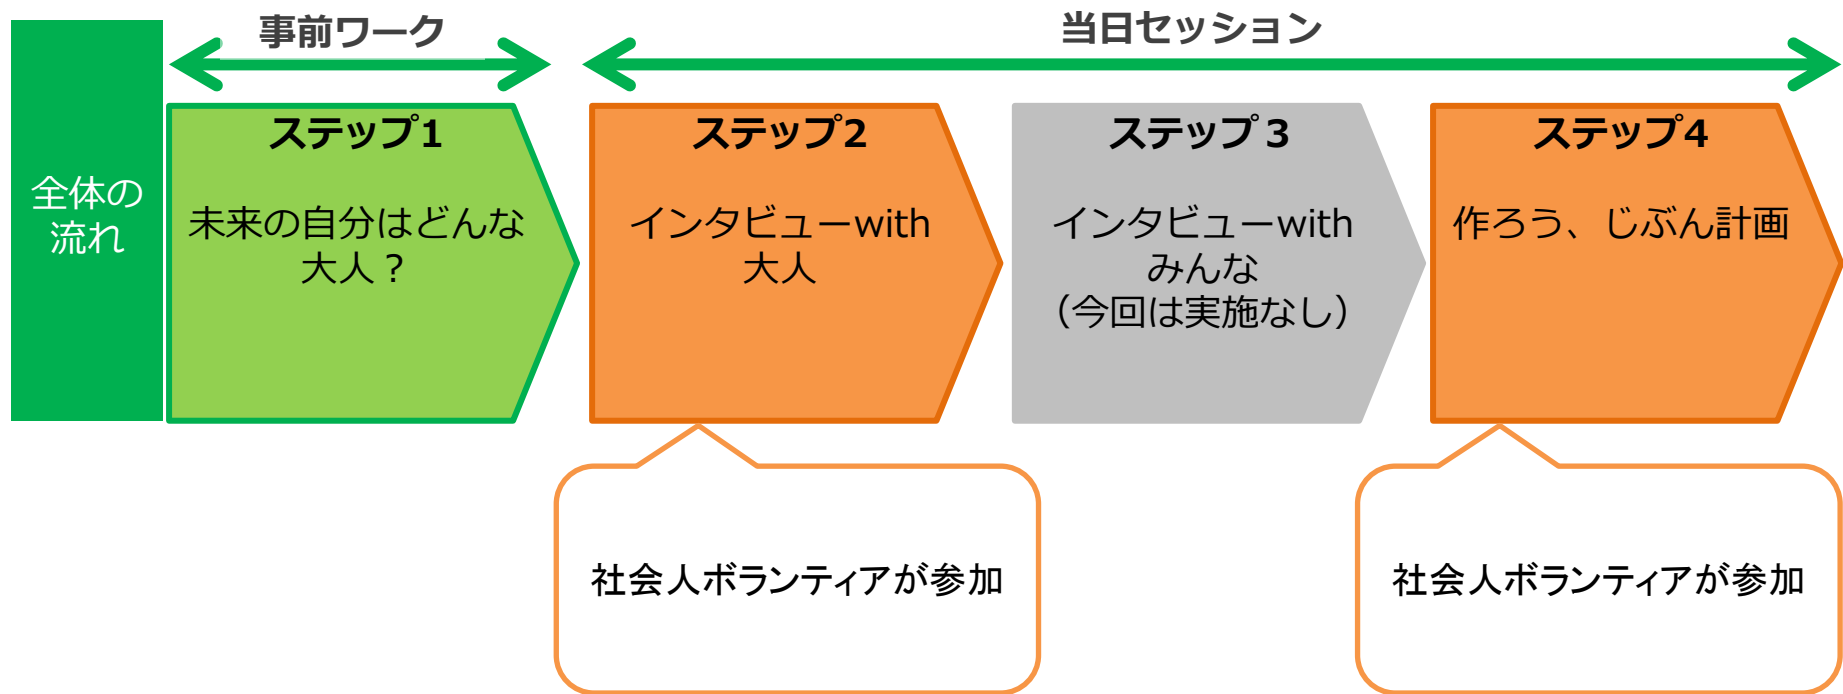 事前ワーク
当日セッション
全体の
流れ
ステップ1
未来の自分はどんな
大人？
ステップ2
インタビューwith
大人
ステップ３
インタビューwith
みんな
（今回は実施なし）
ステップ4
作ろう、じぶん計画
社会人ボランティアが参加
社会人ボランティアが参加